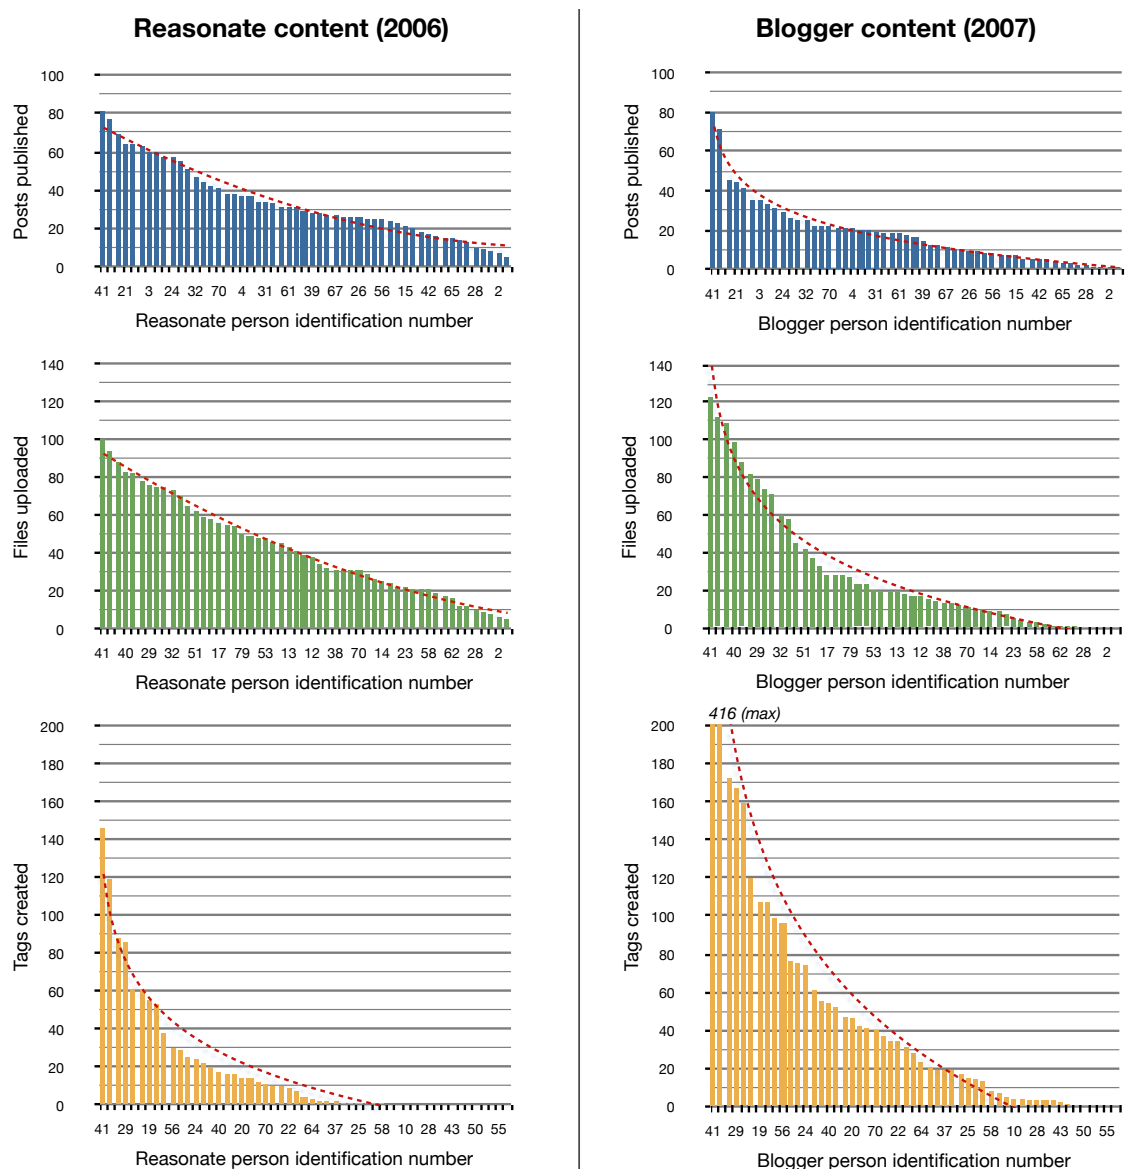 Reasonate content (2006)
Blogger content (2007)
Posts published
100
80
60
40
20
0
41 21 3 24 32 70 4 31 61 39 67 26 56 15 42 65 28 2
Reasonate person identification number
Posts published
100
80
60
40
20
0
41 21 3 24 32 70 4 31 61 39 67 26 56 15 42 65 28 2
Blogger person identification number
Files uploaded
140
120
100
80
60
40
20
0
41 40 29 32 51 17 79 53 13 12 38 70 14 23 58 62 28 2
Reasonate person identification number
Files uploaded
140
120
100
80
60
40
20
0
41 40 29 32 51 17 79 53 13 12 38 70 14 23 58 62 28 2
Blogger person identification number
Tags created
200
180
160
140
120
100
80
60
40
20
0
41 29 19 56 24 40 20 70 22 64 37 25 58 10 28 43 50 55
Reasonate person identification number
416 (max)
Tags created
200
180
160
140
120
100
80
60
40
20
0
41 29 19 56 24 40 20 70 22 64 37 25 58 10 28 43 50 55
Blogger person identification number